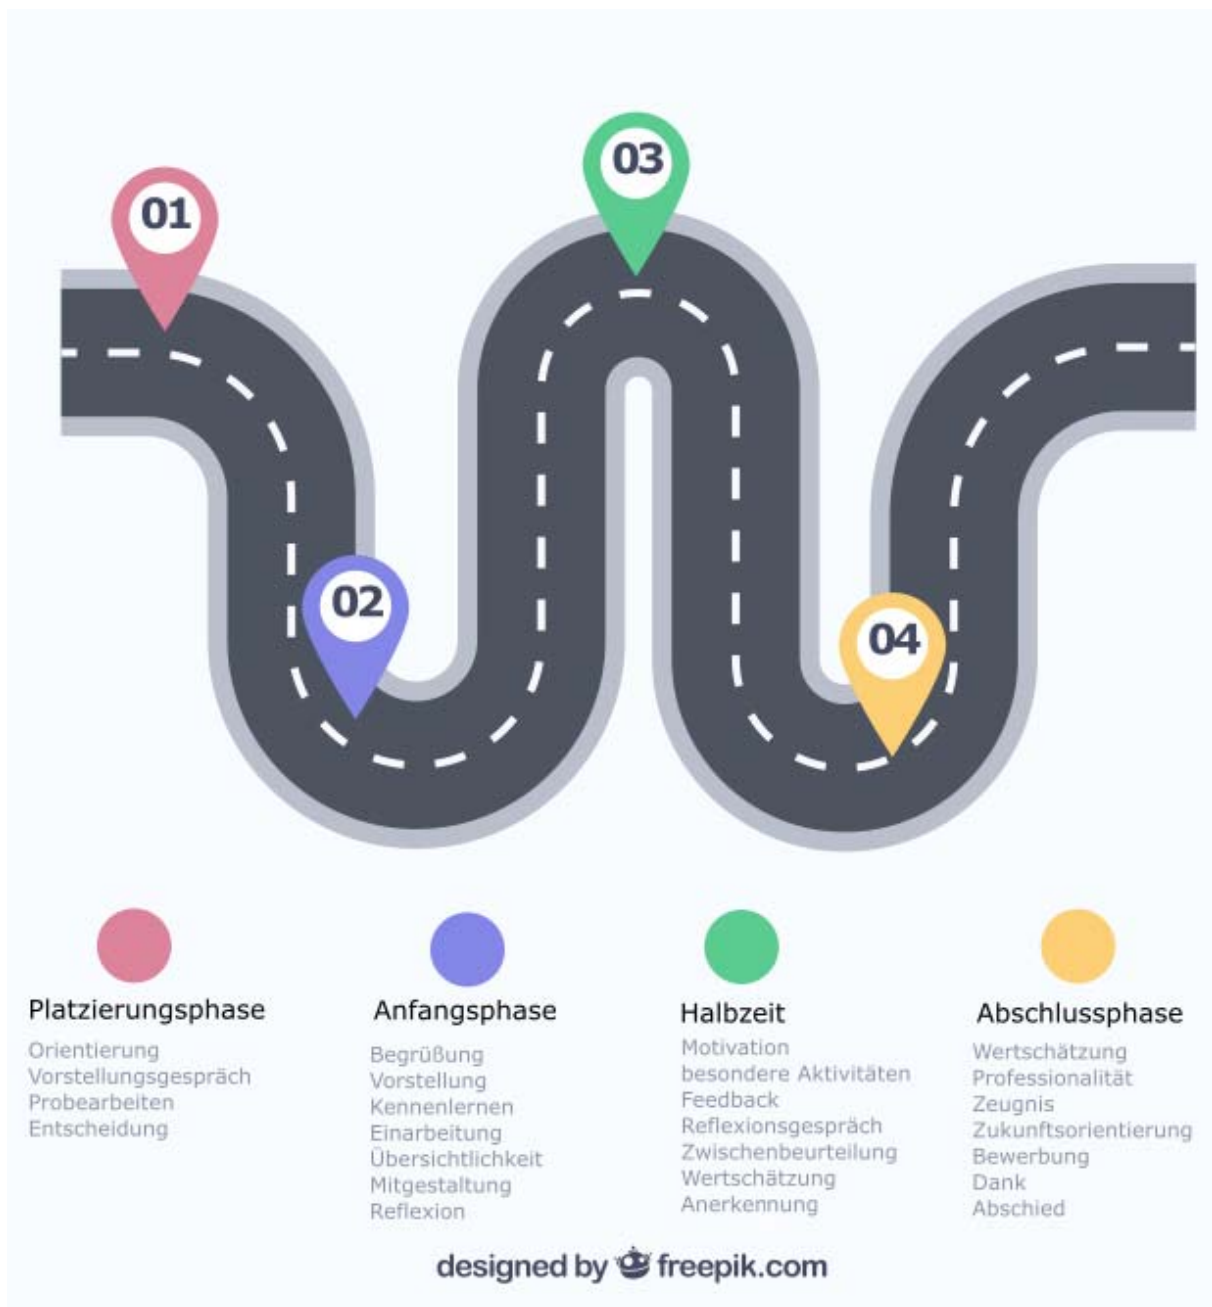 01
02
03
04
Platzierungsphase
Orientierung
Vorstellungsgespräch
Probearbeiten
Entscheidung
Anfangsphase
Begrüßung
Vorstellung
Kennenlernen
Einarbeitung
Übersichtlichkeit
Mitgestaltung
Reflexion
Halbzeit
Motivation
besondere Aktivitäten
Feedback
Reflexionsgespräch
Zwischenbeurteilung
Wertschätzung
Anerkennung
Abschlussphase
Wertschätzung
Professionalität
Zeugnis
Zukunftsorientierung
Bewerbung
Dank
Abschied
designed by freepik.com